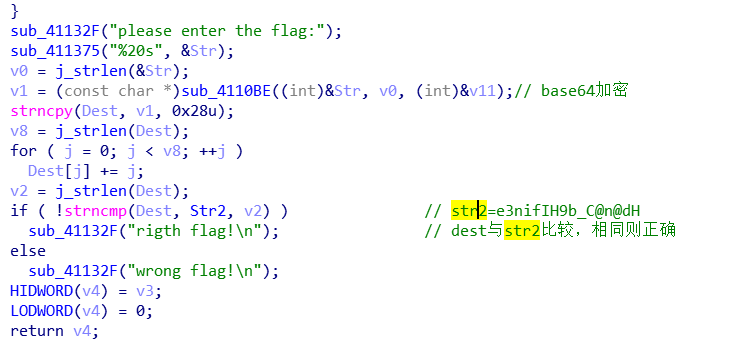 }
sub_41132F("please enter the flag:");
sub_411375("%20s", &Str);
v0 = j_strlen(&Str);
v1 = (const char *)sub_4110BE((int)&Str, v0, (int)&v11);// base64加密
strncpy(Dest, v1, 0x28u);
v8 = j_strlen(Dest);
for ( j = 0; j < v8; ++j )
Dest[j] += j;
v2 = j_strlen(Dest);
if ( !strncmp(Dest, Str2, v2) ) // str2=e3nifIH9b_C@n@dH
sub_41132F("rigth flag!\n"); // dest与str2比较，相同则正确
else
sub_41132F("wrong flag!\n");
HIDWORD(v4) = v3;
LODWORD(v4) = 0;
return v4;